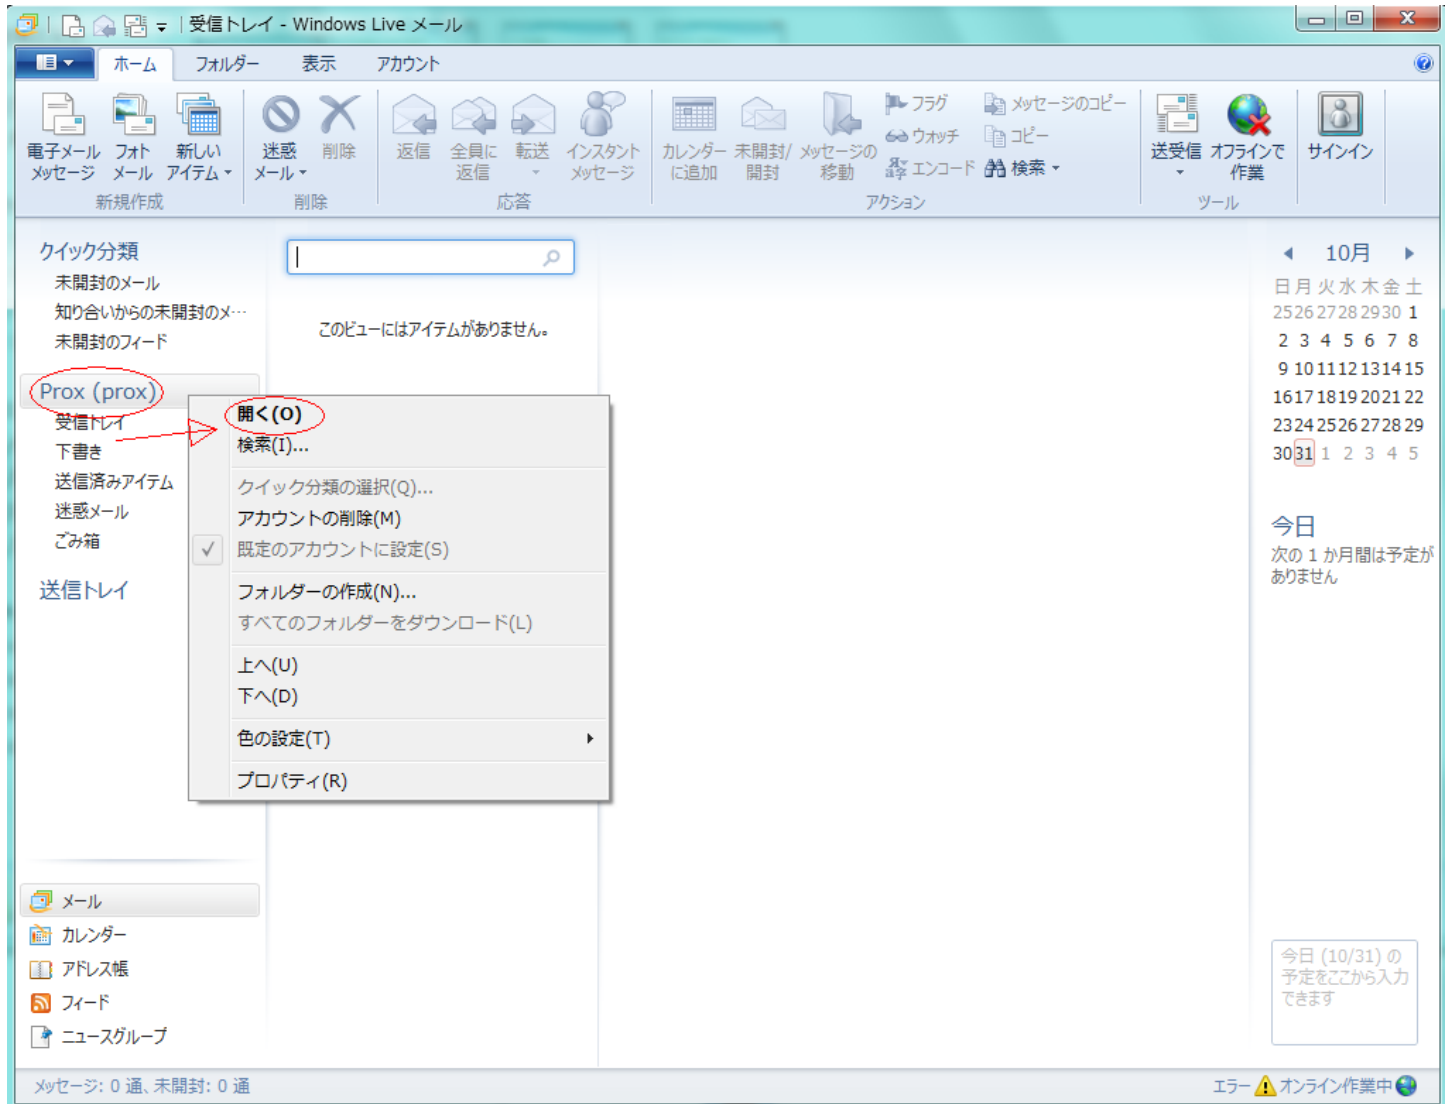 受信トレイ - Windows Live メール
ホーム フォルダー 表示 アカウント
電子メール メッセージ
フォト メール
新しい アイテム
新規作成
迷惑 メール
削除
削除
返信
全員に 返信
転送
インスタント メッセージ
応答
カレンダー に追加
未開封/ 開封
メッセージの 移動
フラグ
ウォッチ
エンコード
メッセージのコピー
コピー
検索
アクション
送受信
オフラインで 作業
ツール
サインイン
クイック分類
未開封のメール
知り合いからの未開封のメ…
未開封のフィード
Prox (prox)
受信トレイ
下書き
送信済みアイテム
迷惑メール
ごみ箱
送信トレイ
このビューにはアイテムがありません。
開く(O)
検索(I)...
クイック分類の選択(Q)...
アカウントの削除(M)
既定のアカウントに設定(S)
フォルダーの作成(N)...
すべてのフォルダーをダウンロード(L)
上へ(U)
下へ(D)
色の設定(T)
プロパティ(R)
メール
カレンダー
アドレス帳
フィード
ニュースグループ
10月
日 月 火 水 木 金 土
25 26 27 28 29 30 1
2 3 4 5 6 7 8
9 10 11 12 13 14 15
16 17 18 19 20 21 22
23 24 25 26 27 28 29
30 31 1 2 3 4 5
今日
次の 1 か月間は予定が
ありません
今日 (10/31) の
予定をここから入力
できます
メッセージ: 0 通、未開封: 0 通
エラー オンライン作業中